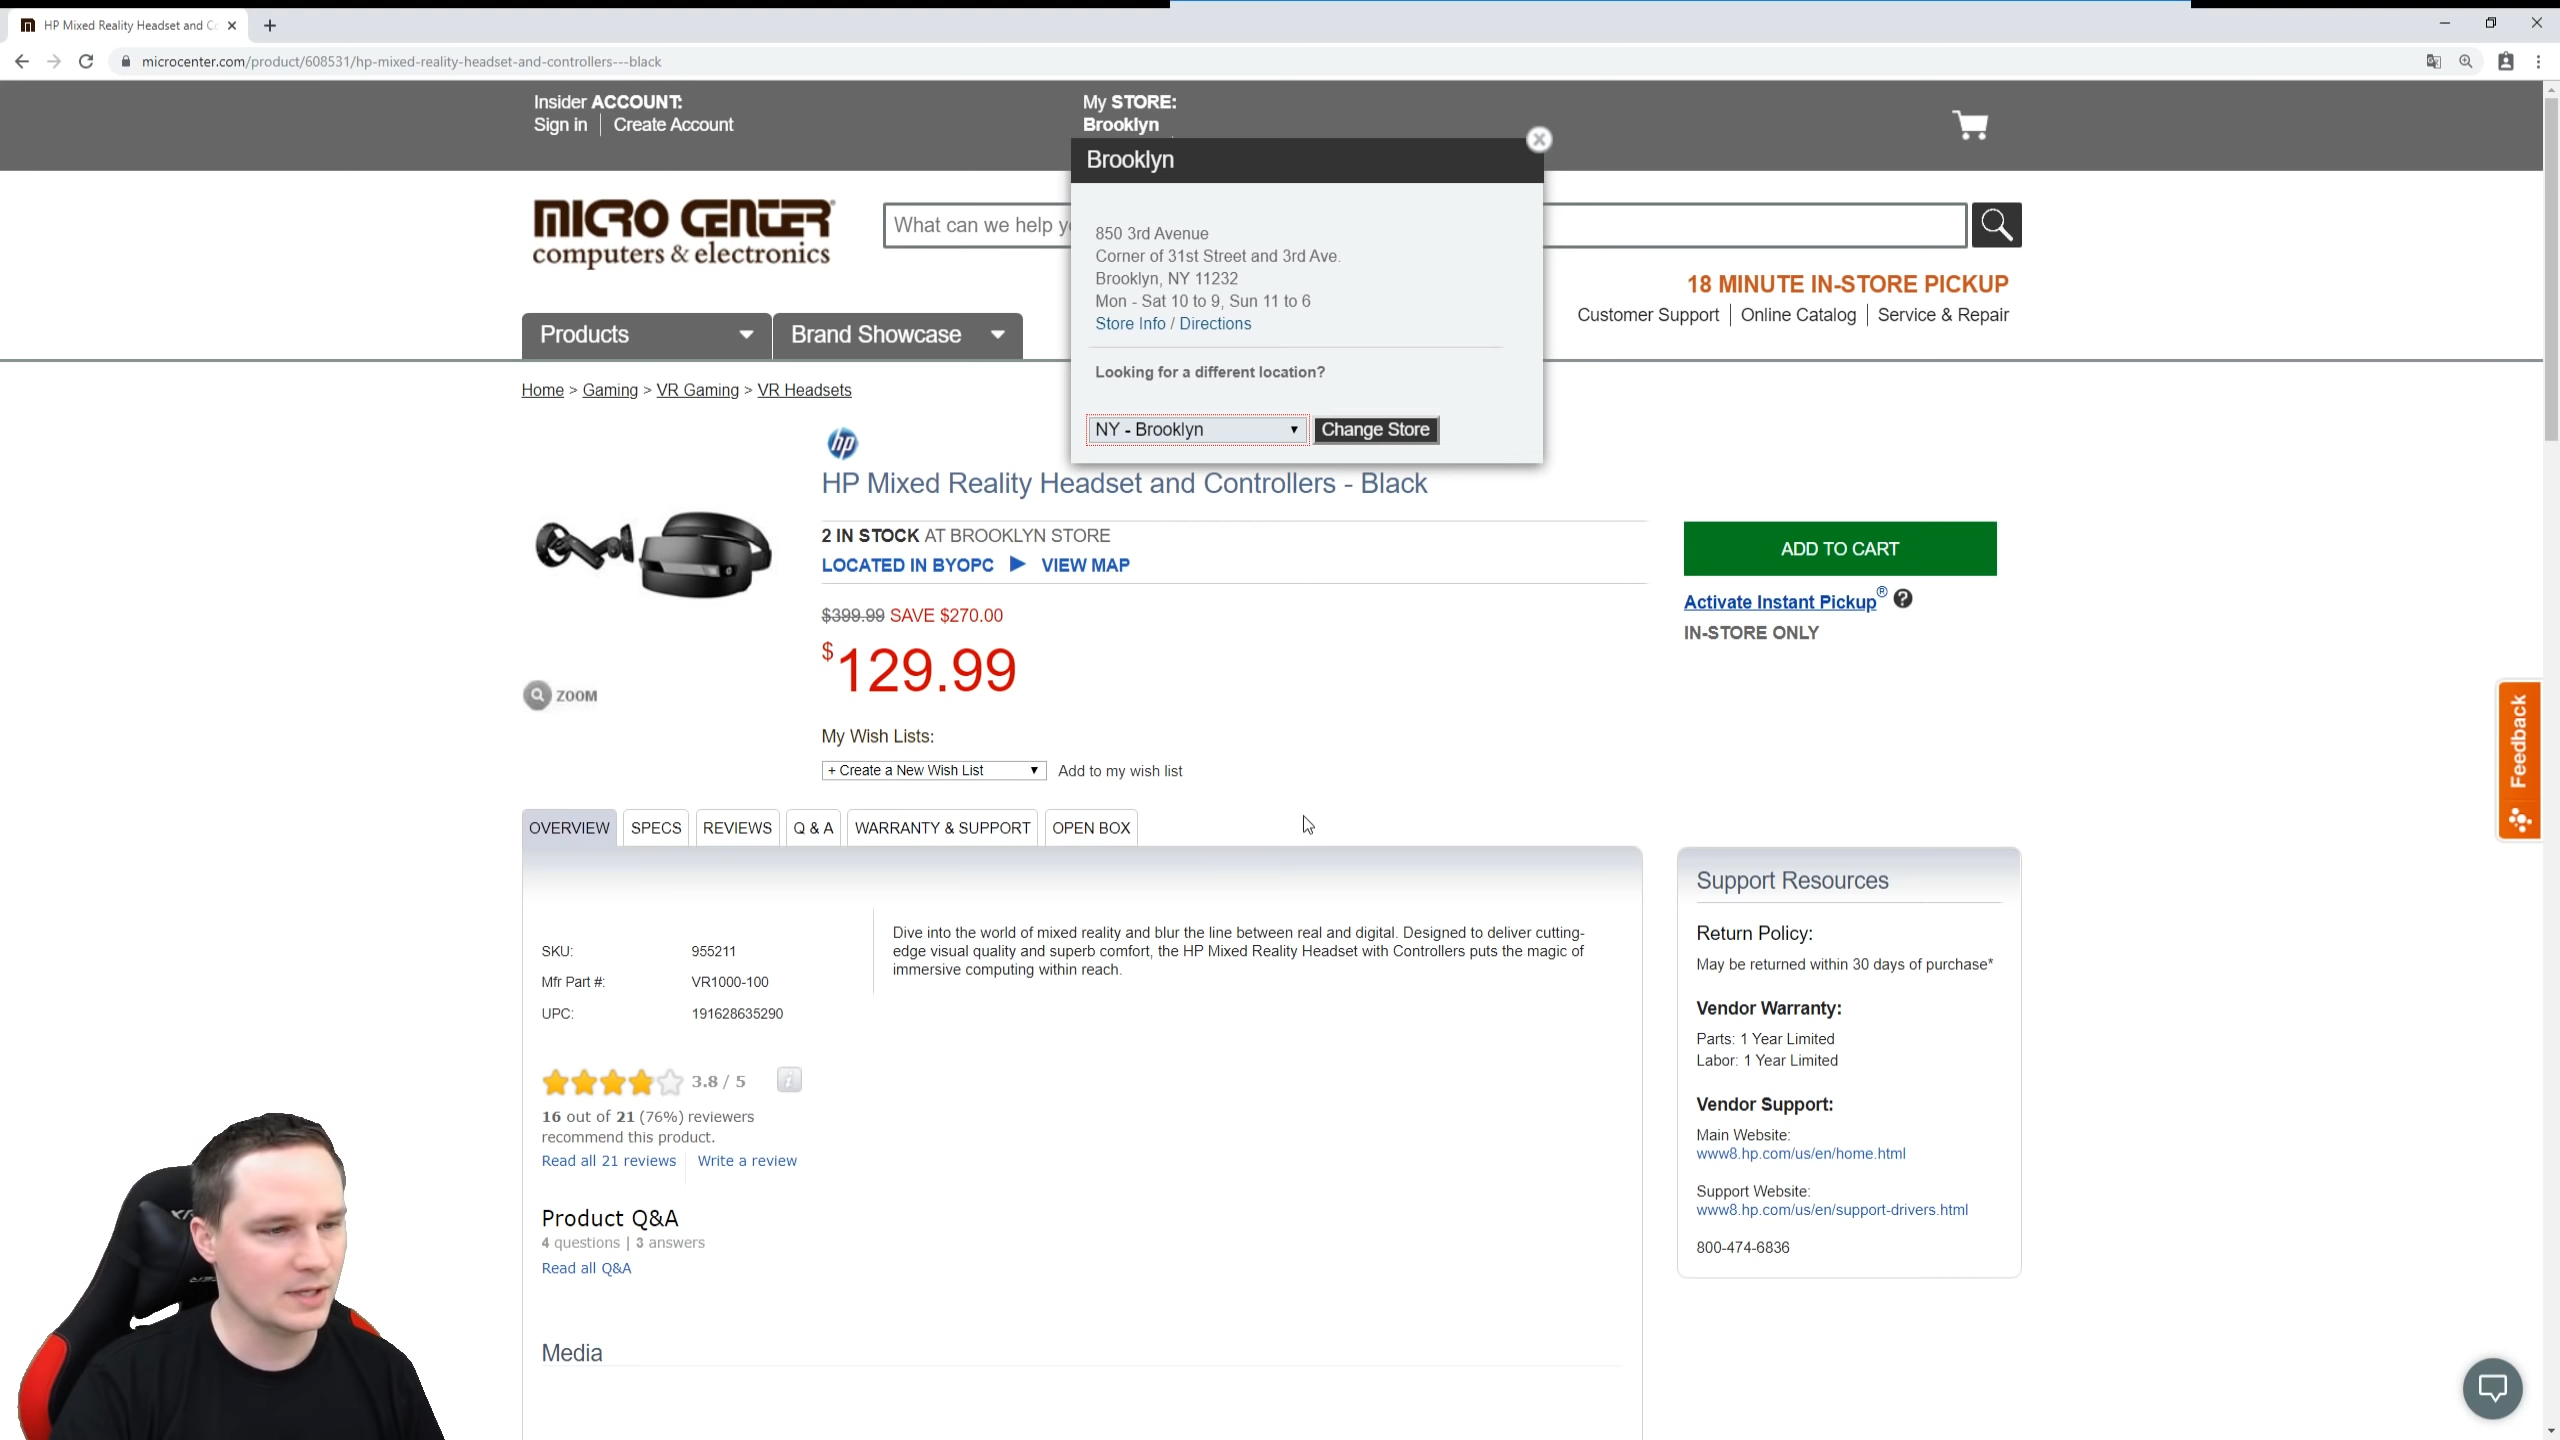 HP Mixed Reality Headset and Co
microcenter.com/product/608531/hp-mixed-reality-headset-and-controllers---black
Insider ACCOUNT:
Sign in
Create Account
My STORE:
Brooklyn
Brooklyn
850 3rd Avenue
Corner of 31st Street and 3rd Ave.
Brooklyn, NY 11232
Mon - Sat 10 to 9, Sun 11 to 6
Store Info / Directions
Looking for a different location?
NY - Brooklyn
Change Store
MICRO CENTER
computers & electronics
What can we help y
18 MINUTE IN-STORE PICKUP
Customer Support
Online Catalog
Service & Repair
Products
Brand Showcase
Home > Gaming > VR Gaming > VR Headsets
hp
HP Mixed Reality Headset and Controllers - Black
2 IN STOCK AT BROOKLYN STORE
LOCATED IN BYOPC
VIEW MAP
$399.99 SAVE $270.00
$129.99
ADD TO CART
Activate Instant Pickup®
IN-STORE ONLY
ZOOM
My Wish Lists:
+ Create a New Wish List
Add to my wish list
Feedback
OVERVIEW
SPECS
REVIEWS
Q & A
WARRANTY & SUPPORT
OPEN BOX
SKU: 955211
Mfr Part #: VR1000-100
UPC: 191628635290
Dive into the world of mixed reality and blur the line between real and digital. Designed to deliver cutting-
edge visual quality and superb comfort, the HP Mixed Reality Headset with Controllers puts the magic of
immersive computing within reach.
3.8 / 5
16 out of 21 (76%) reviewers
recommend this product.
Read all 21 reviews
Write a review
Product Q&A
4 questions | 3 answers
Read all Q&A
Media
Support Resources
Return Policy:
May be returned within 30 days of purchase*
Vendor Warranty:
Parts: 1 Year Limited
Labor: 1 Year Limited
Vendor Support:
Main Website:
www8.hp.com/us/en/home.html
Support Website:
www8.hp.com/us/en/support-drivers.html
800-474-6836